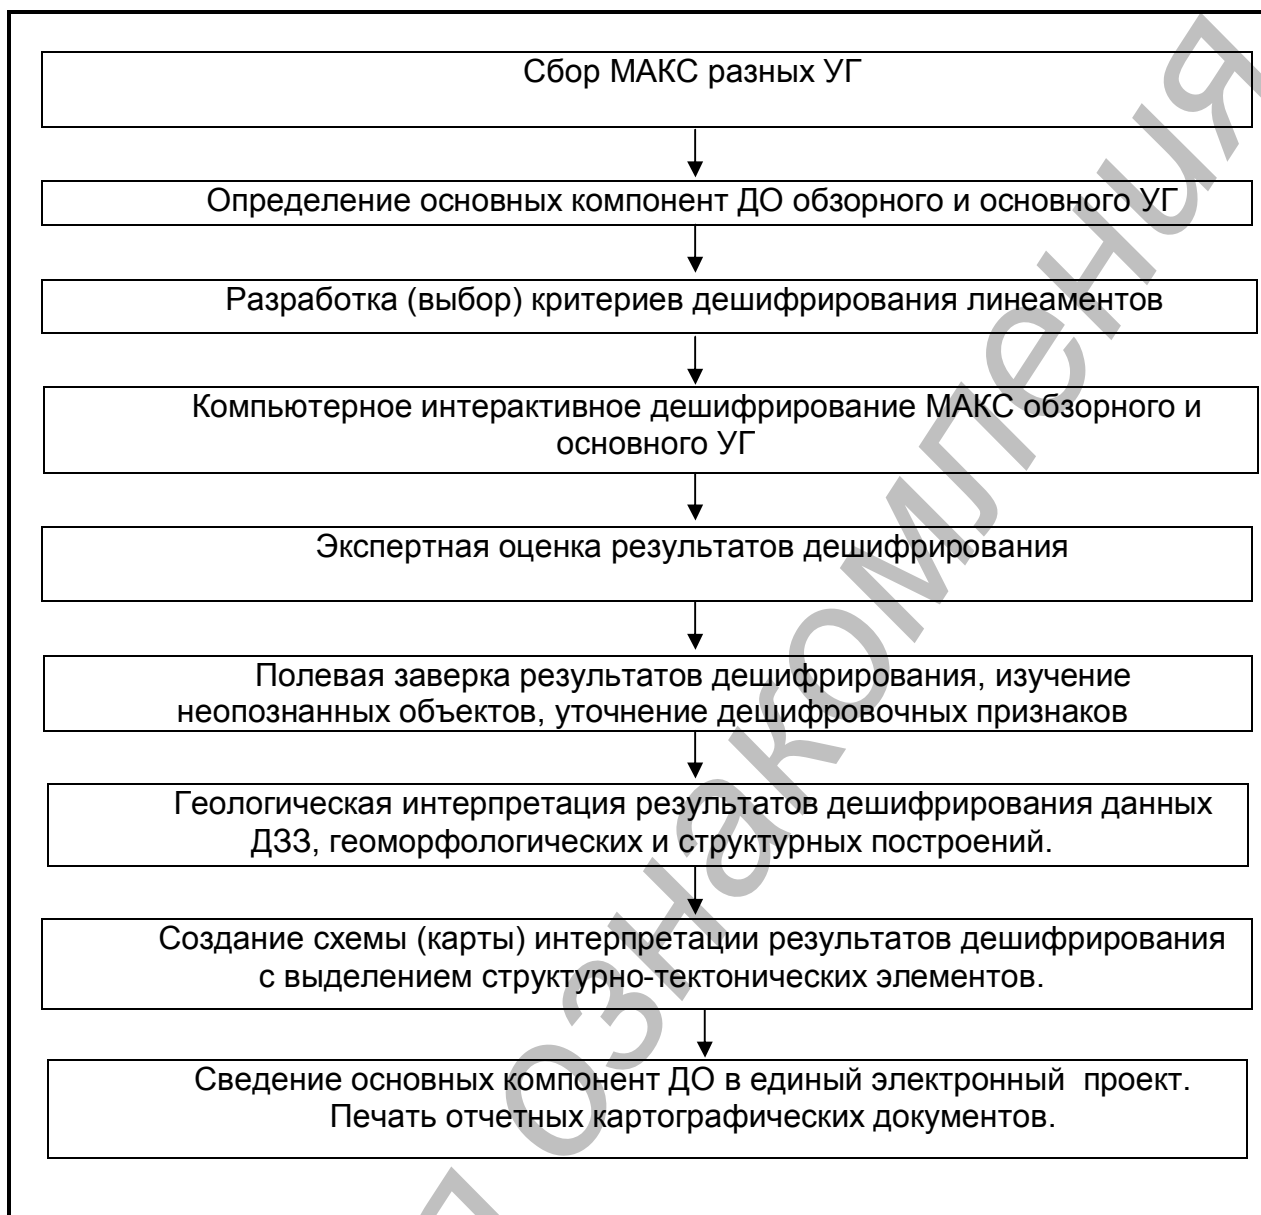 Сбор МАКС разных УГ
Определение основных компонент ДО обзорного и основного УГ
Разработка (выбор) критериев дешифрирования линеаментов
Компьютерное интерактивное дешифрирование МАКС обзорного и
основного УГ
Экспертная оценка результатов дешифрирования
Полевая заверка результатов дешифрирования, изучение
неопознанных объектов, уточнение дешифровочных признаков
Геологическая интерпретация результатов дешифрирования данных
ДЗЗ, геоморфологических и структурных построений.
Создание схемы (карты) интерпретации результатов дешифрирования
с выделением структурно-тектонических элементов.
Сведение основных компонент ДО в единый электронный проект.
Печать отчетных картографических документов.
ознакомления